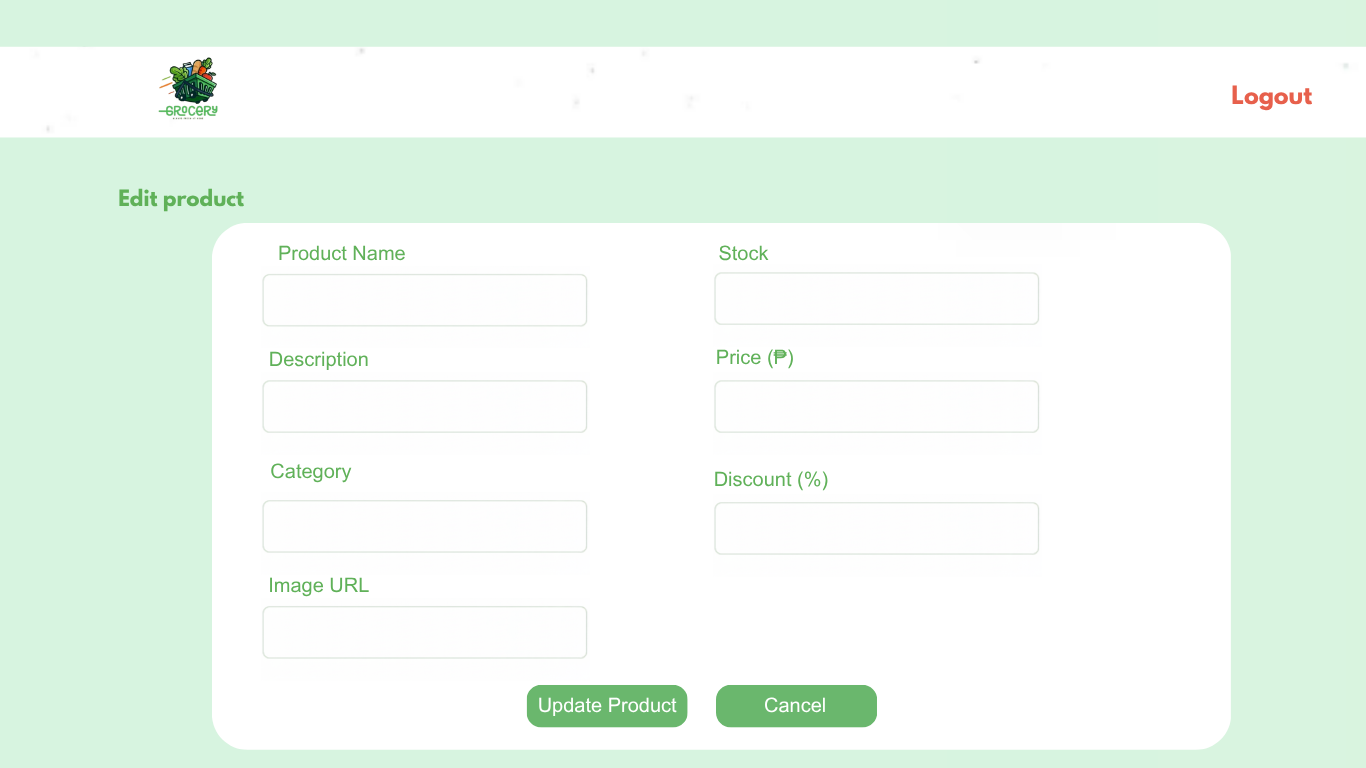 GROCERY
Logout
Edit product
Product Name
Stock
Description
Price (₱)
Category
Discount (%)
Image URL
Update Product
Cancel